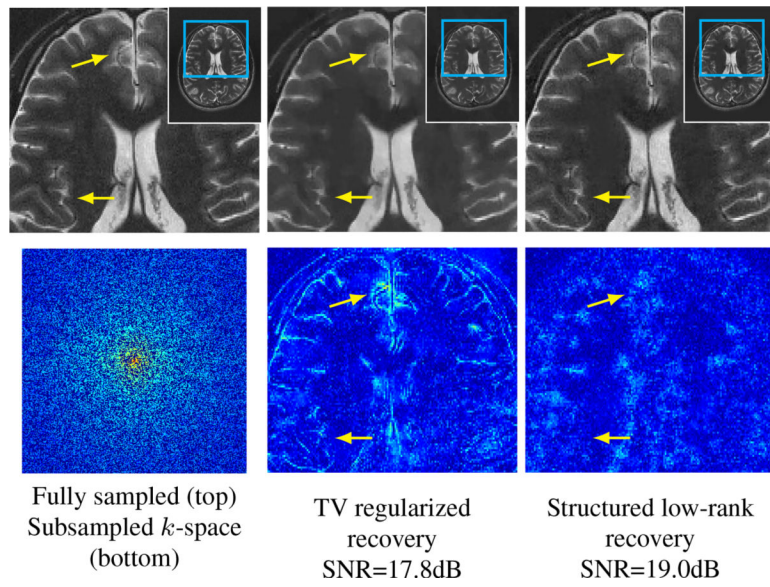 Fully sampled (top)
Subsampled k-space
(bottom)
TV regularized
recovery
SNR=17.8dB
Structured low-rank
recovery
SNR=19.0dB